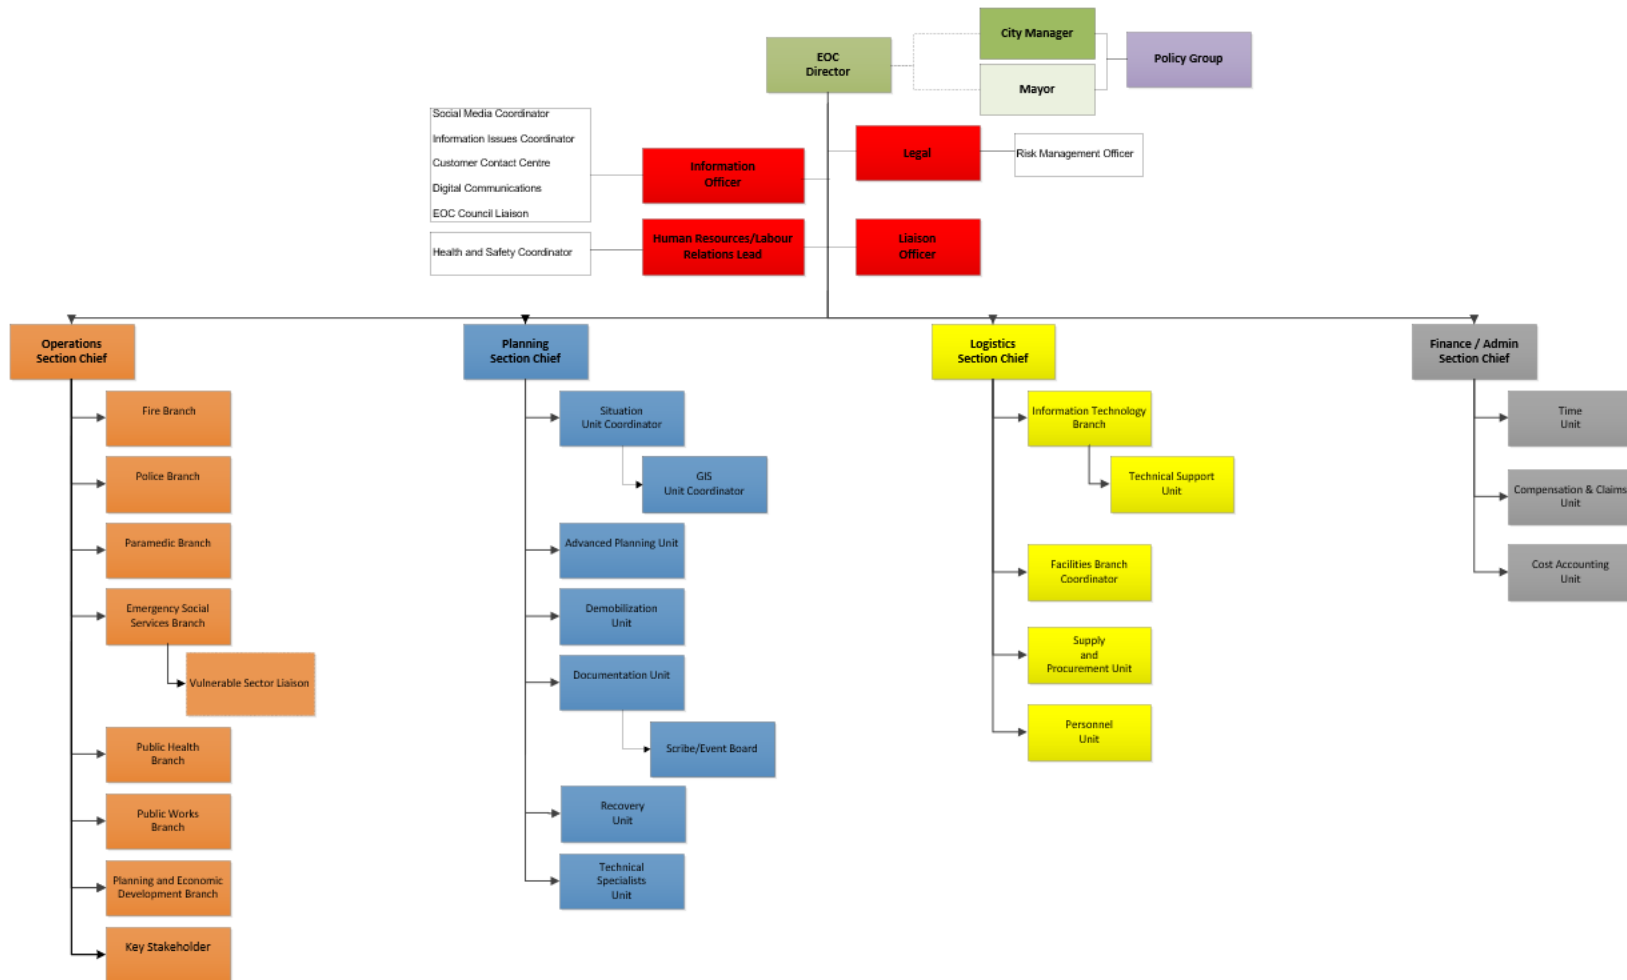 City Manager
EOC
Director
Policy Group
Mayor
Social Media Coordinator
Information Issues Coordinator
Customer Contact Centre
Digital Communications
EOC Council Liaison
Information
Officer
Legal
Risk Management Officer
Health and Safety Coordinator
Human Resources/Labour
Relations Lead
Liaison
Officer
Operations
Section Chief
Fire Branch
Police Branch
Paramedic Branch
Emergency Social
Services Branch
Vulnerable Sector Liaison
Public Health
Branch
Public Works
Branch
Planning and Economic
Development Branch
Key Stakeholder
Planning
Section Chief
Situation
Unit Coordinator
GIS
Unit Coordinator
Advanced Planning Unit
Demobilization
Unit
Documentation Unit
Scribe/Event Board
Recovery
Unit
Technical
Specialists
Unit
Logistics
Section Chief
Information Technology
Branch
Technical Support
Unit
Facilities Branch
Coordinator
Supply
and
Procurement Unit
Personnel
Unit
Finance / Admin
Section Chief
Time
Unit
Compensation & Claims
Unit
Cost Accounting
Unit